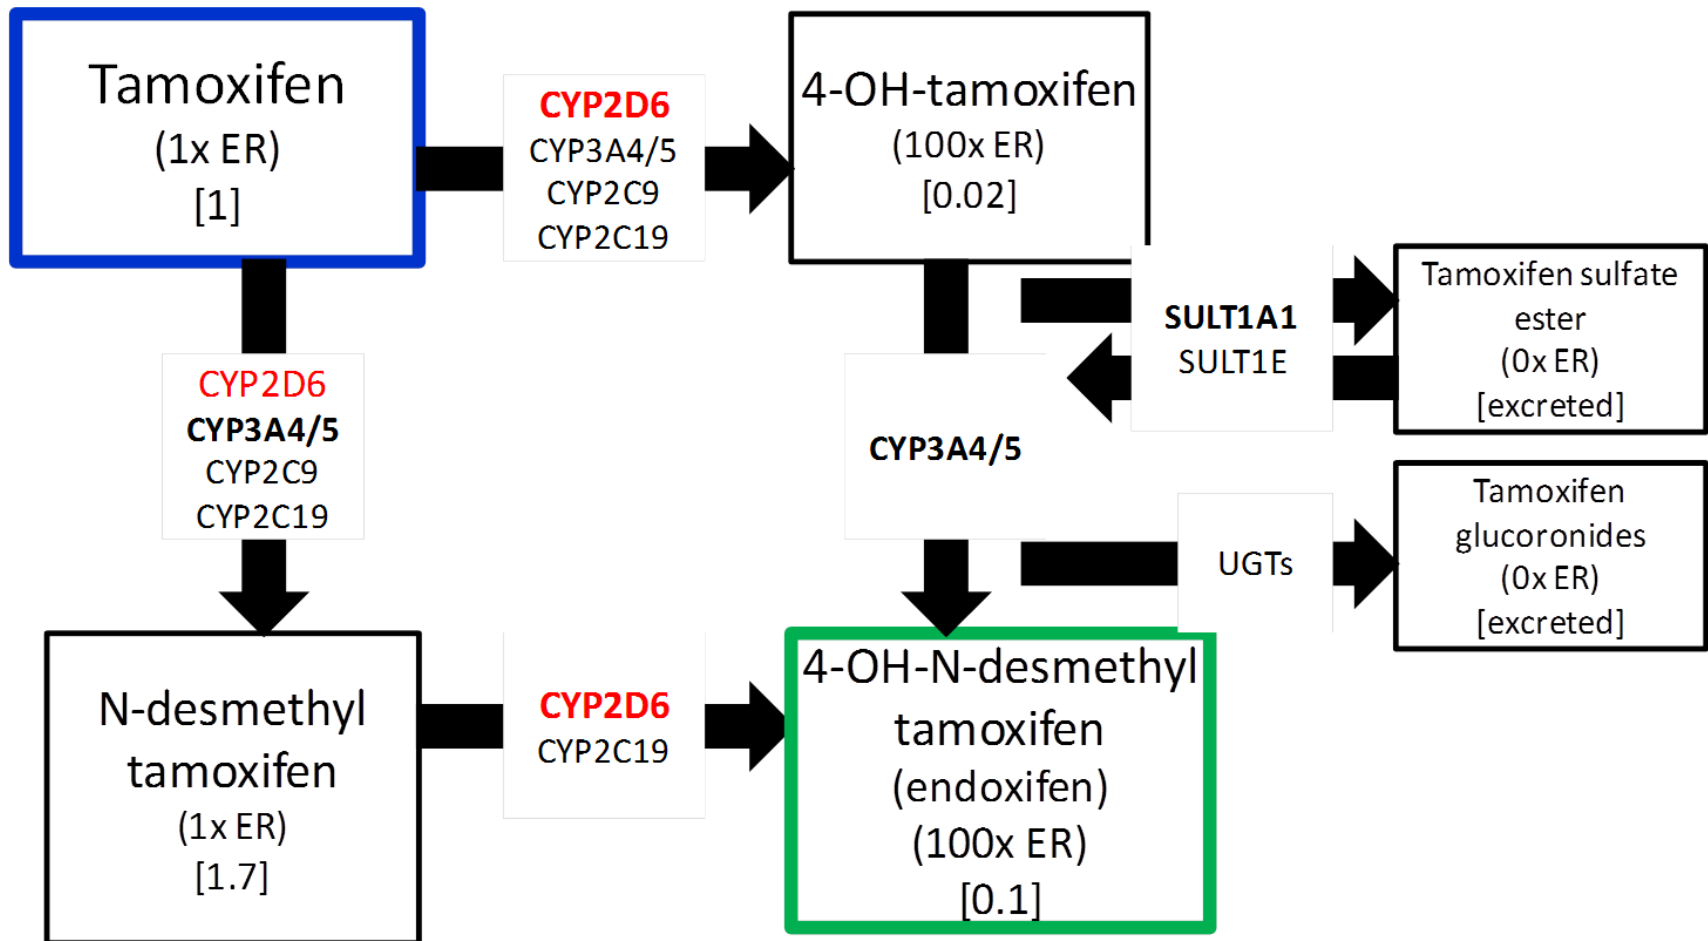 Tamoxifen
(1x ER)
[1]
CYP2D6
CYP3A4/5
CYP2C9
CYP2C19
4-OH-tamoxifen
(100x ER)
[0.02]
SULT1A1
SULT1E
Tamoxifen sulfate
ester
(0x ER)
[excreted]
CYP2D6
CYP3A4/5
CYP2C9
CYP2C19
CYP3A4/5
UGTs
Tamoxifen
glucoronides
(0x ER)
[excreted]
N-desmethyl
tamoxifen
(1x ER)
[1.7]
CYP2D6
CYP2C19
4-OH-N-desmethyl
tamoxifen
(endoxifen)
(100x ER)
[0.1]